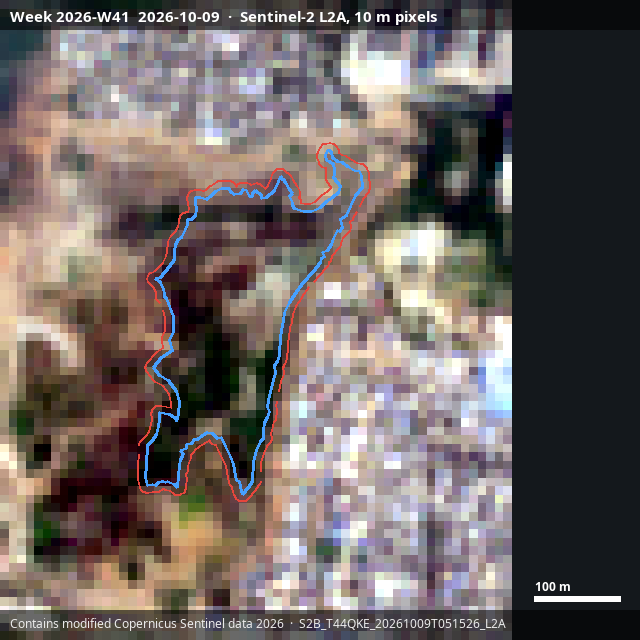 Week 2026-W41  2026-10-09  ·  Sentinel-2 L2A, 10 m pixels
100 m
Contains modified Copernicus Sentinel data 2026  ·  S2B_T44QKE_20261009T051526_L2A